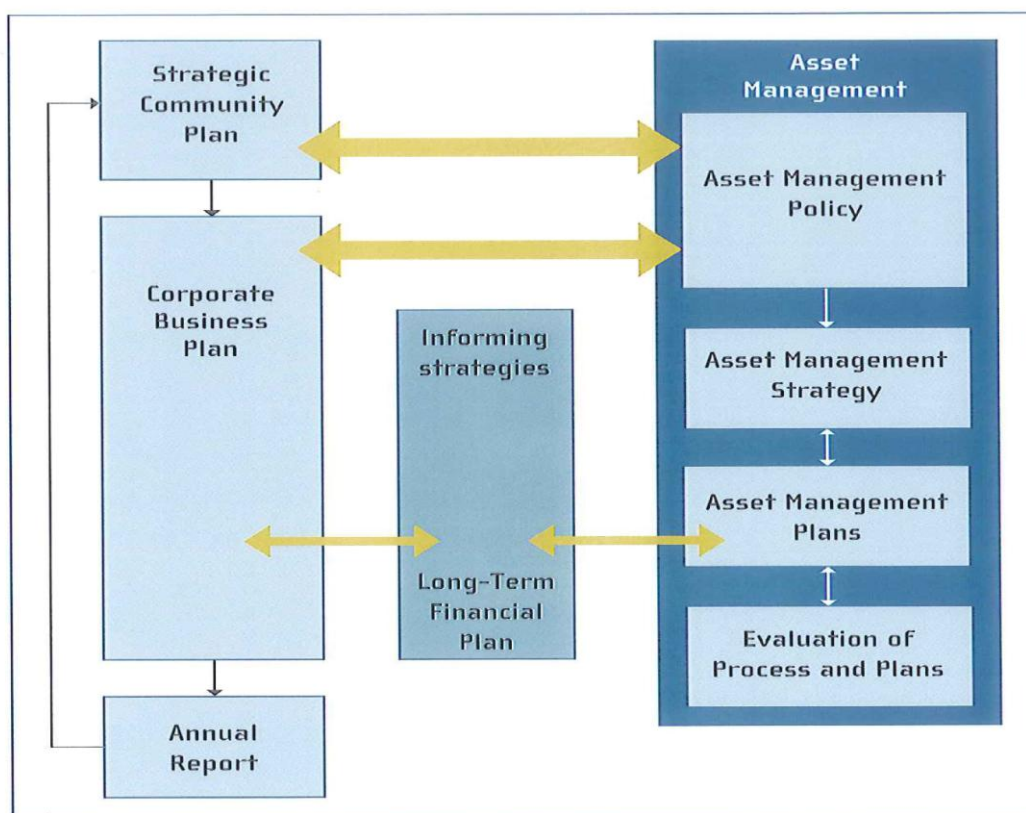 Strategic
Community
Plan
Corporate
Business
Plan
Annual
Report
Informing
strategies
Long-Term
Financial
Plan
Asset
Management
Asset Management
Policy
Asset Management
Strategy
Asset Management
Plans
Evaluation of
Process and Plans